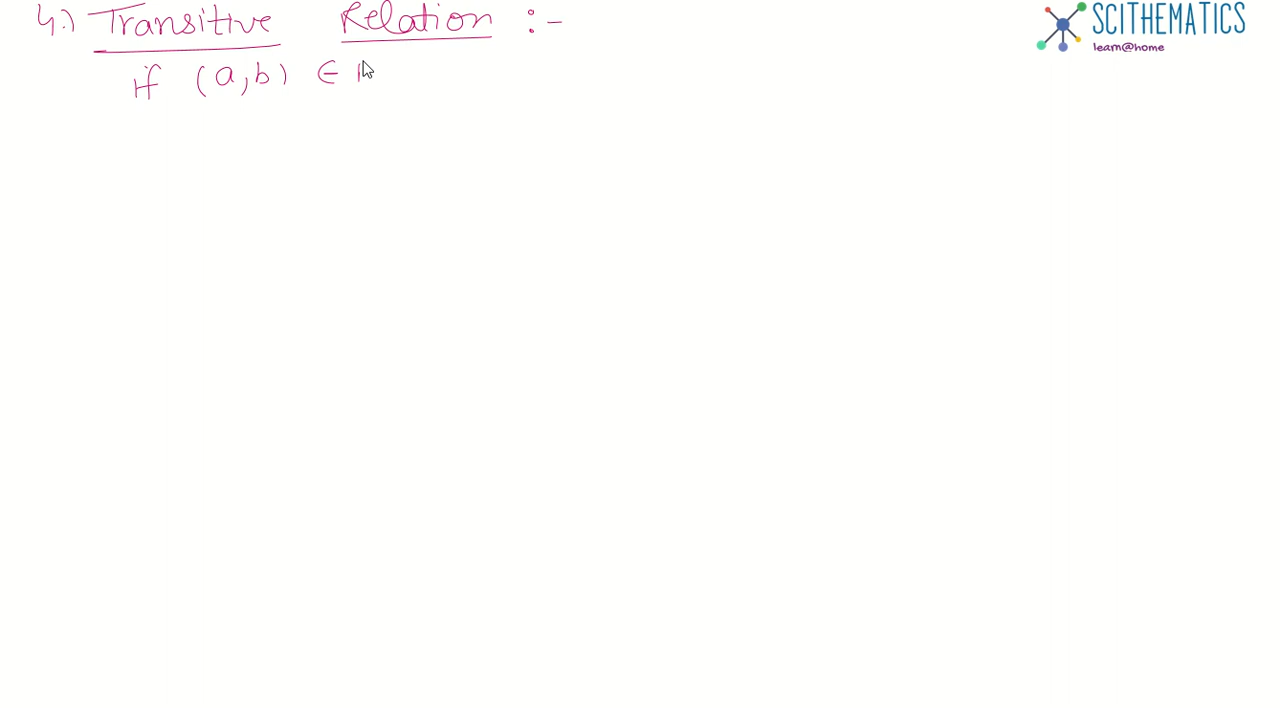 4.) Transitive Relation :-
if (a,b) ∈
SCITHEMATICS
learn@home